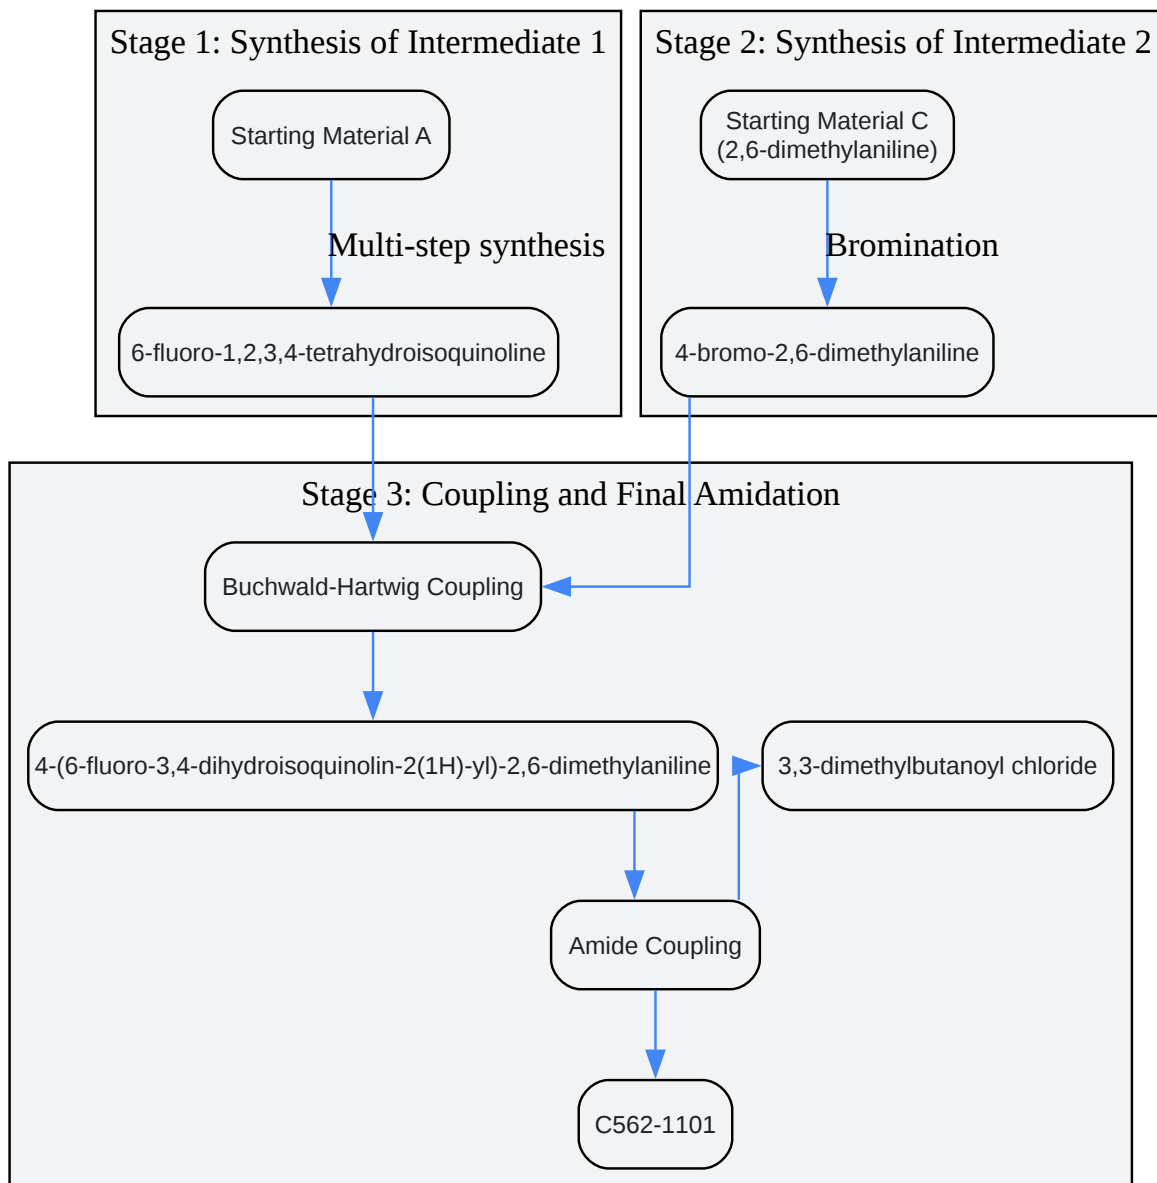 Stage 1: Synthesis of Intermediate 1
Starting Material A
Multi-step synthesis
6-fluoro-1,2,3,4-tetrahydroisoquinoline
Stage 2: Synthesis of Intermediate 2
Starting Material C
(2,6-dimethylaniline)
Bromination
4-bromo-2,6-dimethylaniline
Stage 3: Coupling and Final Amidation
Buchwald-Hartwig Coupling
4-(6-fluoro-3,4-dihydroisoquinolin-2(1H)-yl)-2,6-dimethylaniline
3,3-dimethylbutanoyl chloride
Amide Coupling
C562-1101